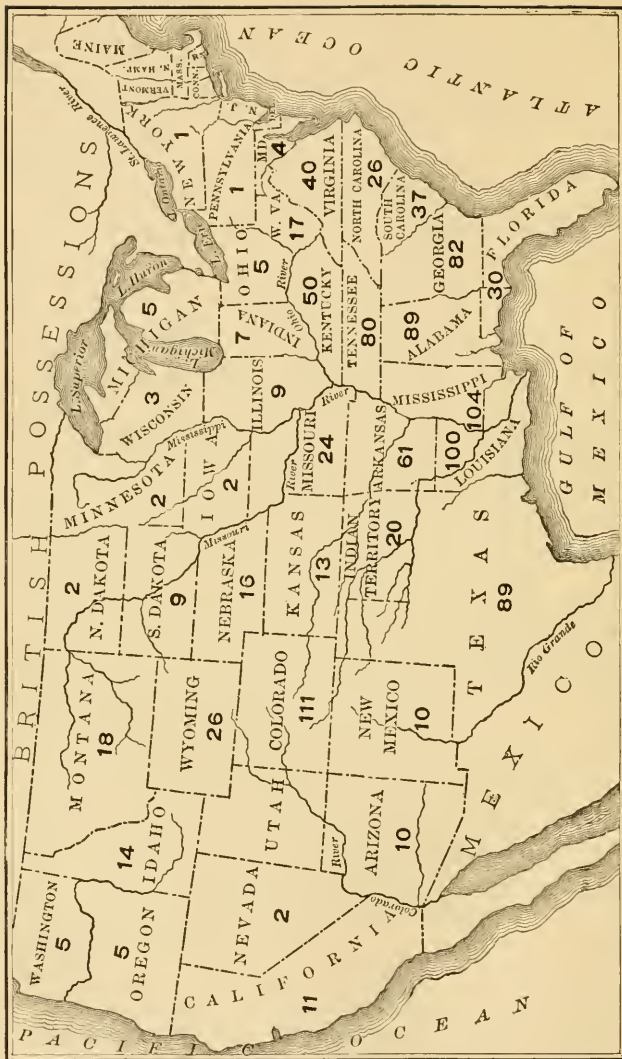 BRITISH POSSESSIONS
PACIFIC OCEAN
ATLANTIC OCEAN
GULF OF MEXICO
MEXICO
WASHINGTON
5
OREGON
5
CALIFORNIA
11
NEVADA
2
IDAHO
14
MONTANA
18
WYOMING
26
UTAH
COLORADO
111
ARIZONA
10
NEW MEXICO
10
Colorado
River
N. DAKOTA
2
S. DAKOTA
9
NEBRASKA
16
KANSAS
13
INDIAN TERRITORY
20
TEXAS
89
Rio Grande
MINNESOTA
2
IOWA
2
MISSOURI
24
Missouri
River
ARKANSAS
61
LOUISIANA
100
WISCONSIN
3
Mississippi
River
ILLINOIS
9
MICHIGAN
5
L. Superior
L. Michigan
L. Huron
L. Erie
L. Ontario
St. Lawrence River
INDIANA
7
OHIO
5
Ohio
River
KENTUCKY
50
TENNESSEE
80
MISSISSIPPI
104
ALABAMA
89
GEORGIA
82
FLORIDA
30
SOUTH CAROLINA
37
NORTH CAROLINA
26
VIRGINIA
40
W. VA.
17
MD.
4
DEL
PENNSYLVANIA
1
N. J.
NEW YORK
1
VERMONT
N. HAMP.
MASS.
CONN.
R. I.
MAINE